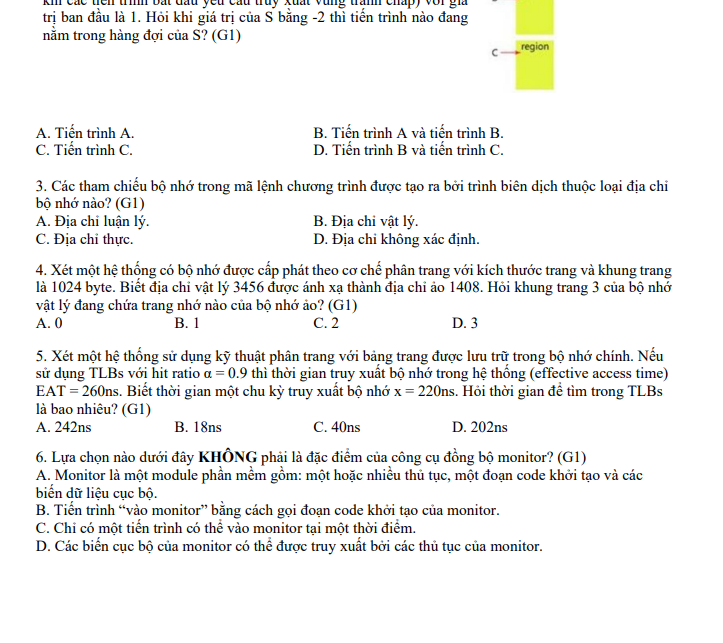 khi các tiến trình bắt đầu yêu cầu truy xuất vùng tranh chấp) với giá
trị ban đầu là 1. Hỏi khi giá trị của S bằng -2 thì tiến trình nào đang
nằm trong hàng đợi của S? (G1)
C region
A. Tiến trình A. B. Tiến trình A và tiến trình B.
C. Tiến trình C. D. Tiến trình B và tiến trình C.
3. Các tham chiếu bộ nhớ trong mã lệnh chương trình được tạo ra bởi trình biên dịch thuộc loại địa chỉ
bộ nhớ nào? (G1)
A. Địa chỉ luận lý. B. Địa chỉ vật lý.
C. Địa chỉ thực. D. Địa chỉ không xác định.
4. Xét một hệ thống có bộ nhớ được cấp phát theo cơ chế phân trang với kích thước trang và khung trang
là 1024 byte. Biết địa chỉ vật lý 3456 được ánh xạ thành địa chỉ ảo 1408. Hỏi khung trang 3 của bộ nhớ
vật lý đang chứa trang nhớ nào của bộ nhớ ảo? (G1)
A. 0 B. 1 C. 2 D. 3
5. Xét một hệ thống sử dụng kỹ thuật phân trang với bảng trang được lưu trữ trong bộ nhớ chính. Nếu
sử dụng TLBs với hit ratio α = 0.9 thì thời gian truy xuất bộ nhớ trong hệ thống (effective access time)
EAT = 260ns. Biết thời gian một chu kỳ truy xuất bộ nhớ x = 220ns. Hỏi thời gian để tìm trong TLBs
là bao nhiêu? (G1)
A. 242ns B. 18ns C. 40ns D. 202ns
6. Lựa chọn nào dưới đây KHÔNG phải là đặc điểm của công cụ đồng bộ monitor? (G1)
A. Monitor là một module phần mềm gồm: một hoặc nhiều thủ tục, một đoạn code khởi tạo và các
biến dữ liệu cục bộ.
B. Tiến trình “vào monitor” bằng cách gọi đoạn code khởi tạo của monitor.
C. Chỉ có một tiến trình có thể vào monitor tại một thời điểm.
D. Các biến cục bộ của monitor có thể được truy xuất bởi các thủ tục của monitor.